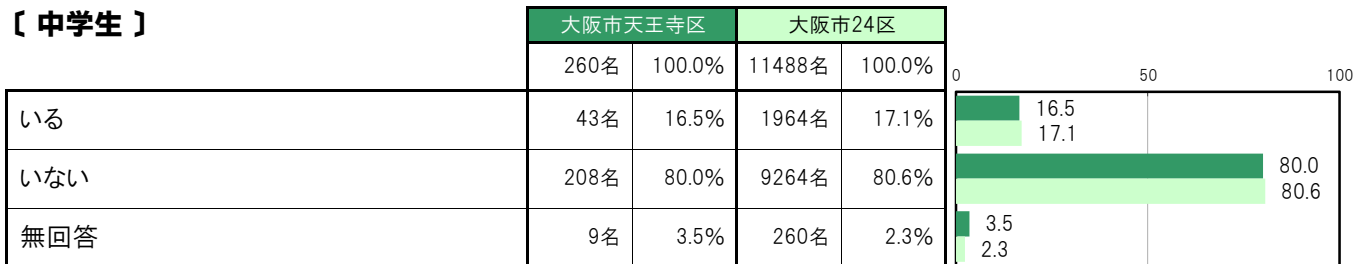 〔 中学生 〕
大阪市天王寺区 大阪市24区
260名 100.0% 11488名 100.0%
0 50 100
いる 43名 16.5% 1964名 17.1%
16.5
17.1
いない 208名 80.0% 9264名 80.6%
80.0
80.6
無回答 9名 3.5% 260名 2.3%
3.5
2.3